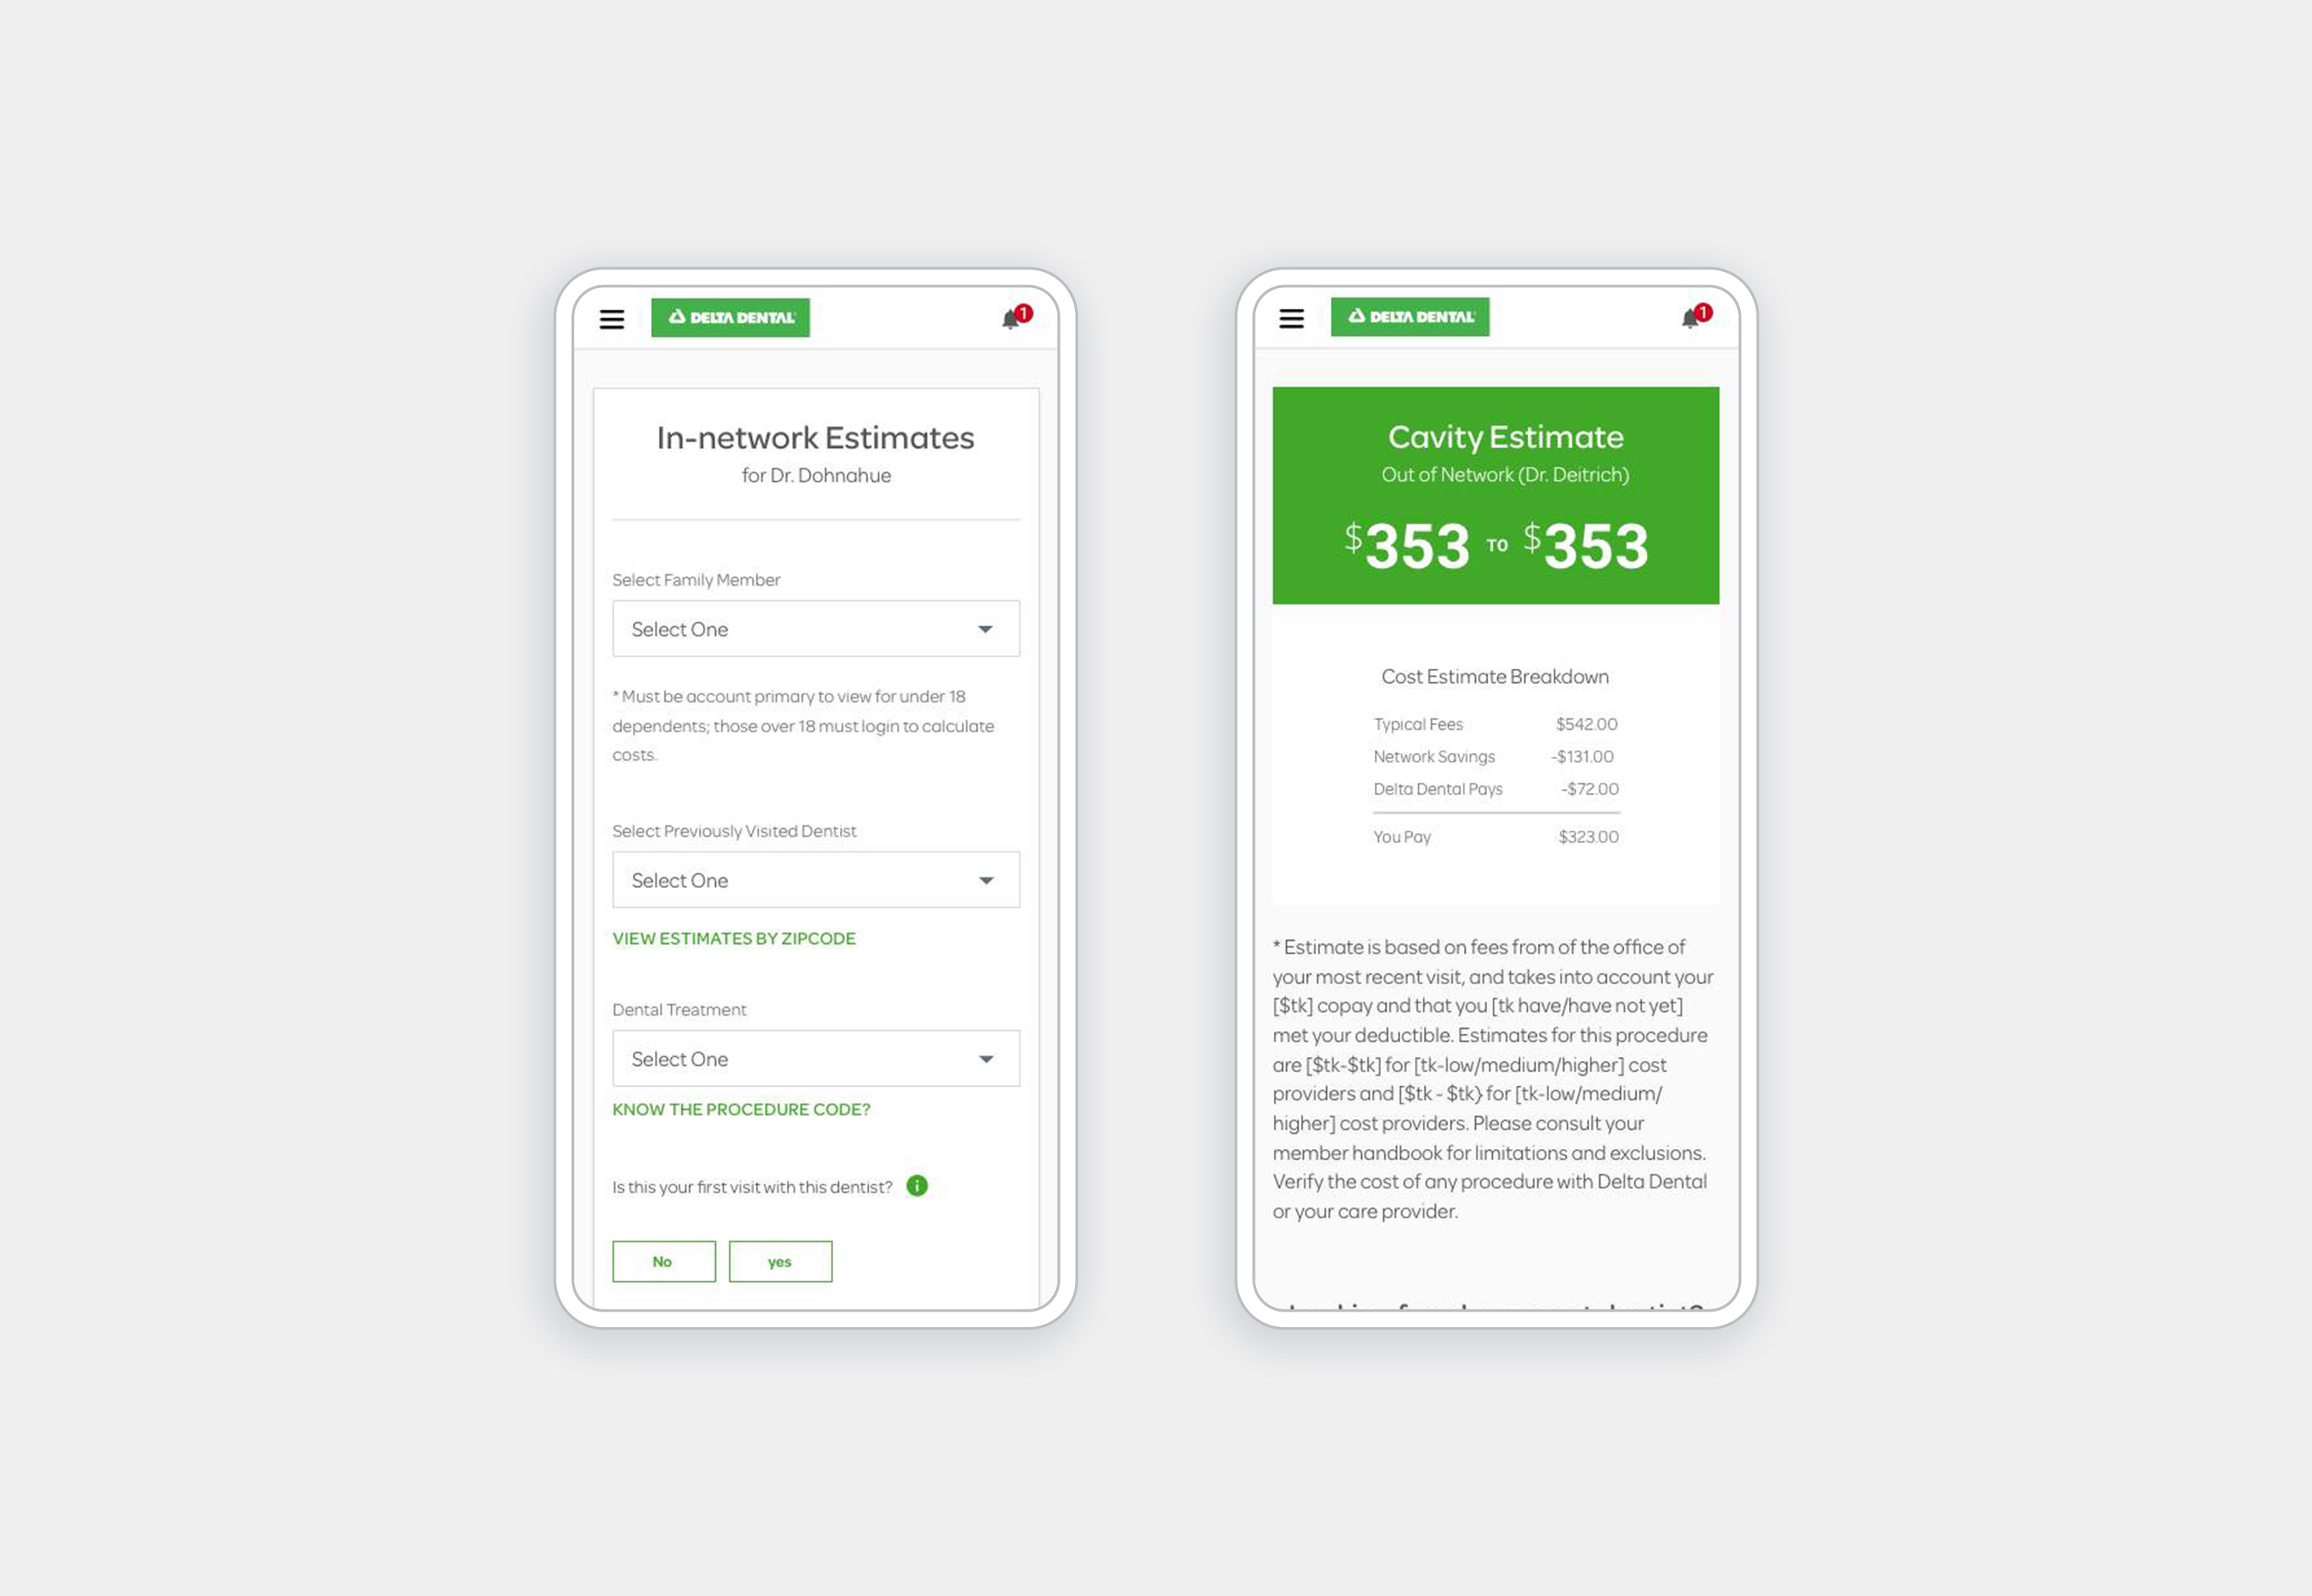 DELTA DENTAL
1
In-network Estimates
for Dr. Dohnahue
Select Family Member
Select One
* Must be account primary to view for under 18
dependents; those over 18 must login to calculate
costs.
Select Previously Visited Dentist
Select One
VIEW ESTIMATES BY ZIPCODE
Dental Treatment
Select One
KNOW THE PROCEDURE CODE?
Is this your first visit with this dentist? i
No yes
DELTA DENTAL
1
Cavity Estimate
Out of Network (Dr. Deitrich)
$353 TO $353
Cost Estimate Breakdown
Typical Fees $542.00
Network Savings -$131.00
Delta Dental Pays -$72.00
You Pay $323.00
* Estimate is based on fees from of the office of
your most recent visit, and takes into account your
[$tk] copay and that you [tk have/have not yet]
met your deductible. Estimates for this procedure
are [$tk-$tk] for [tk-low/medium/higher] cost
providers and [$tk - $tk} for [tk-low/medium/
higher] cost providers. Please consult your
member handbook for limitations and exclusions.
Verify the cost of any procedure with Delta Dental
or your care provider.